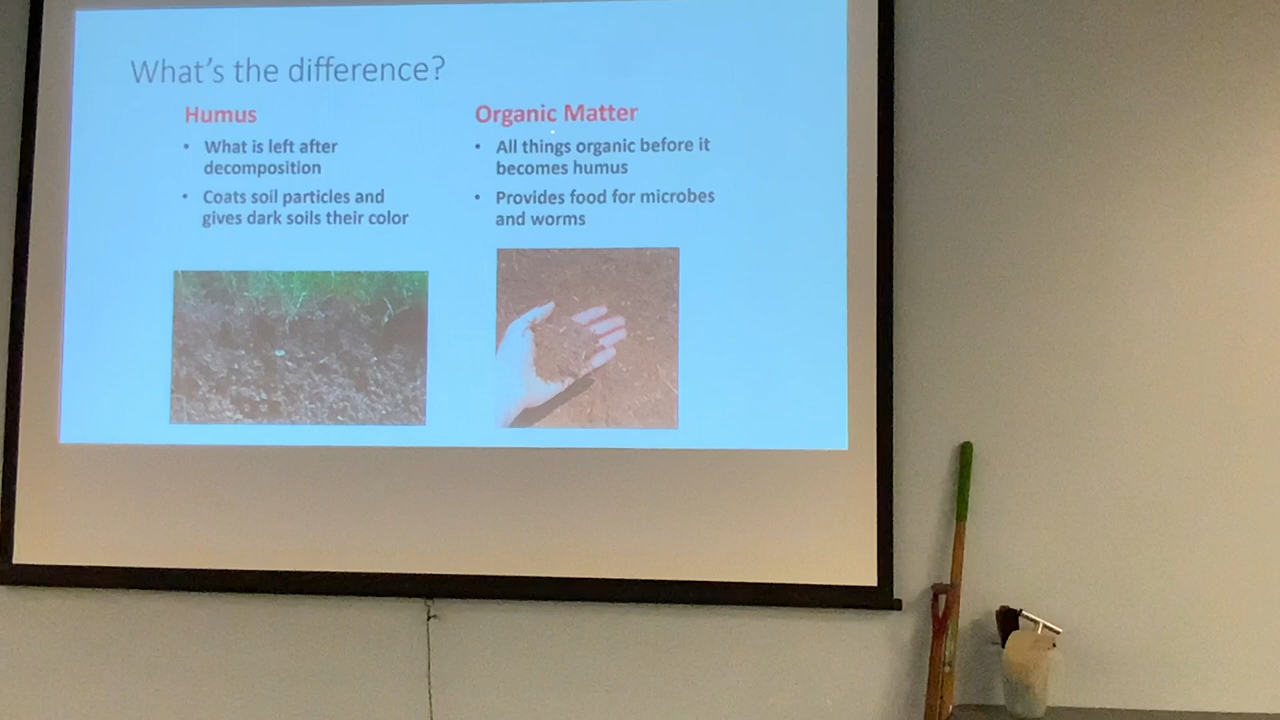 What's the difference?
Humus
• What is left after
decomposition
• Coats soil particles and
gives dark soils their color
Organic Matter
• All things organic before it
becomes humus
• Provides food for microbes
and worms